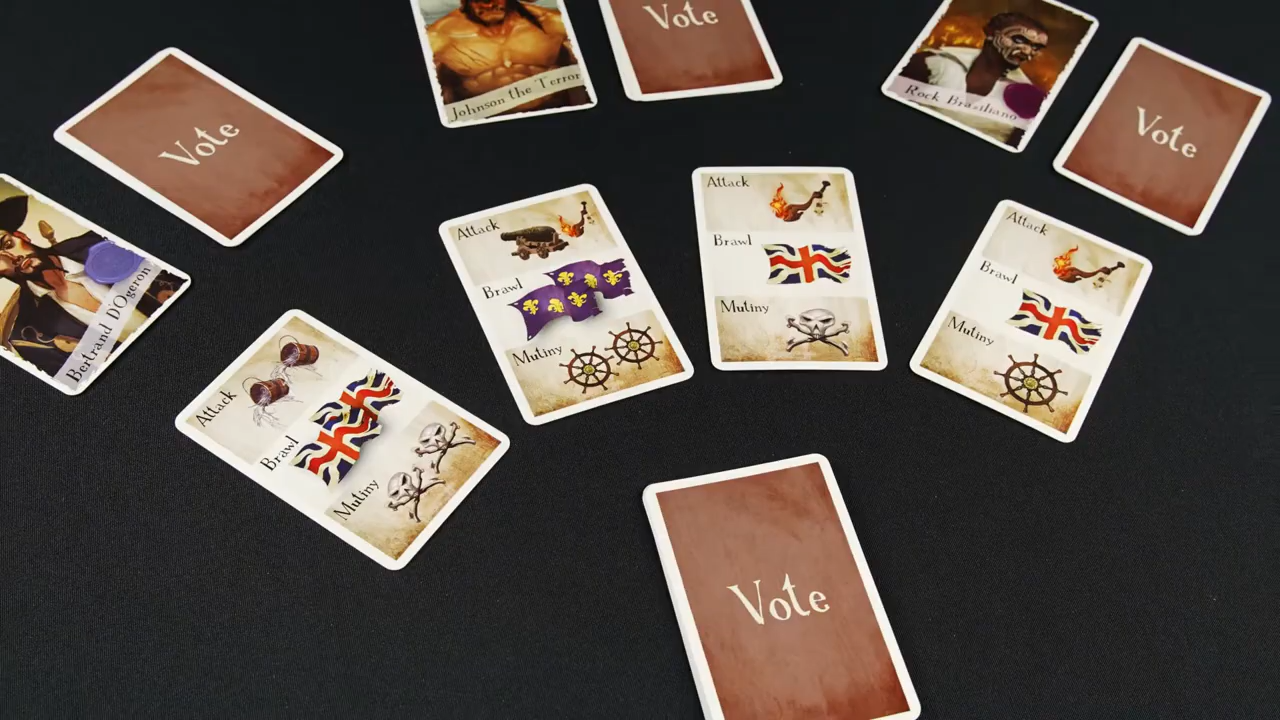 Johnson the Terror
Vote
Rock Braziliano
Vote
Vote
Bertrand D'Ogeron
Attack
Brawl
Mutiny
Attack
Brawl
Mutiny
Attack
Brawl
Mutiny
Attack
Brawl
Mutiny
Vote